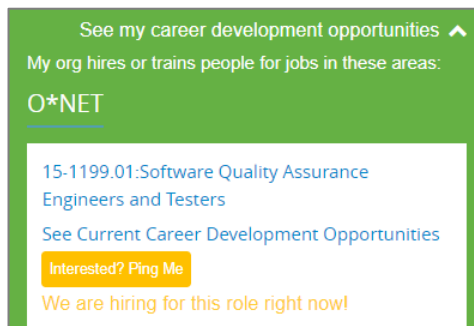 See my career development opportunities
My org hires or trains people for jobs in these areas:
O*NET
15-1199.01:Software Quality Assurance
Engineers and Testers
See Current Career Development Opportunities
Interested? Ping Me
We are hiring for this role right now!